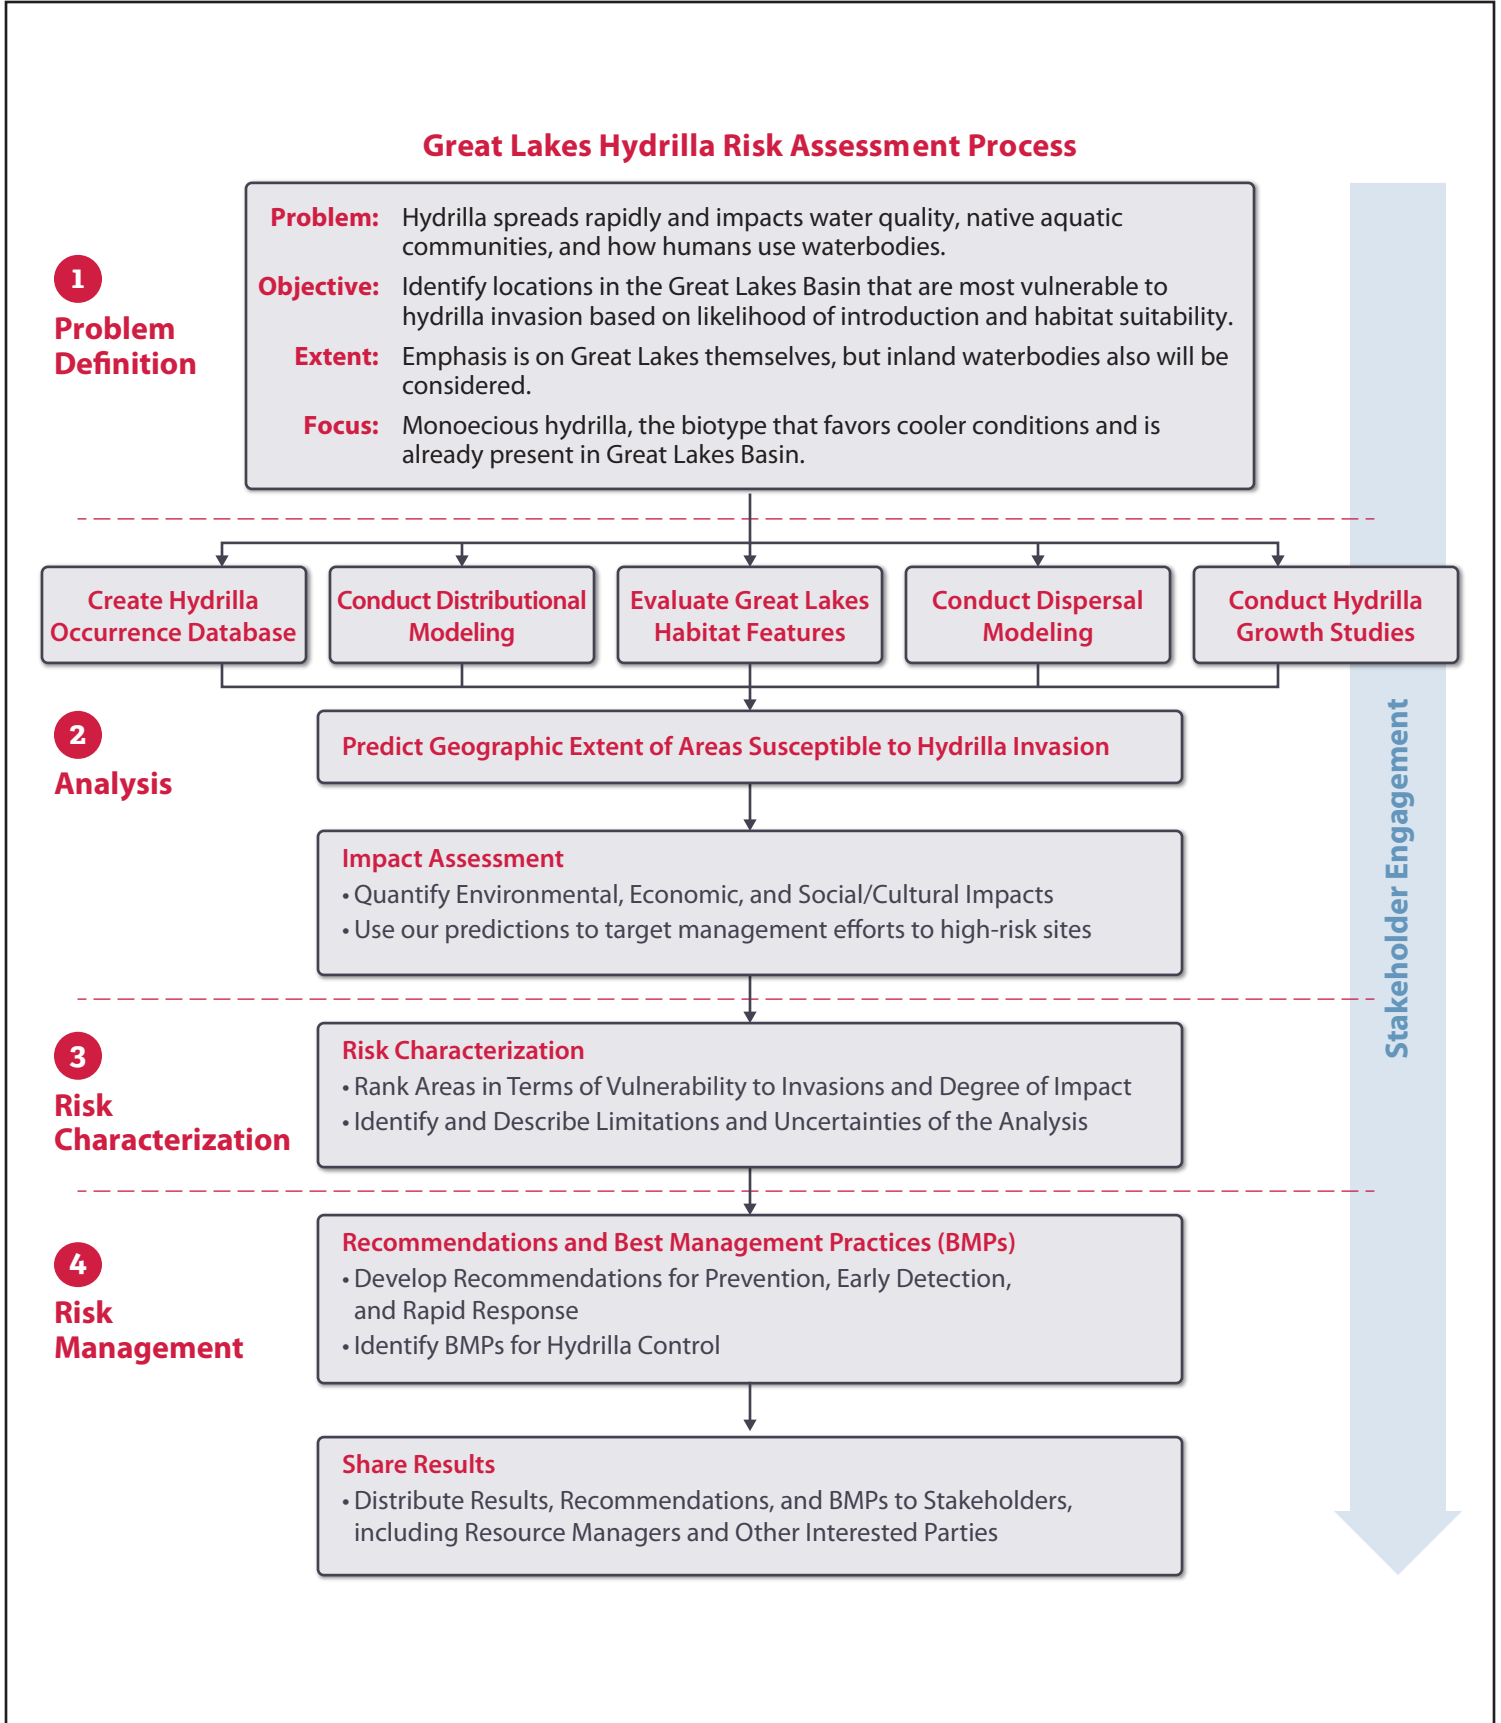 Great Lakes Hydrilla Risk Assessment Process
1
Problem
Definition
Problem: Hydrilla spreads rapidly and impacts water quality, native aquatic
communities, and how humans use waterbodies.
Objective: Identify locations in the Great Lakes Basin that are most vulnerable to
hydrilla invasion based on likelihood of introduction and habitat suitability.
Extent: Emphasis is on Great Lakes themselves, but inland waterbodies also will be
considered.
Focus: Monoecious hydrilla, the biotype that favors cooler conditions and is
already present in Great Lakes Basin.
Create Hydrilla
Occurrence Database
Conduct Distributional
Modeling
Evaluate Great Lakes
Habitat Features
Conduct Dispersal
Modeling
Conduct Hydrilla
Growth Studies
2
Analysis
Predict Geographic Extent of Areas Susceptible to Hydrilla Invasion
Impact Assessment
• Quantify Environmental, Economic, and Social/Cultural Impacts
• Use our predictions to target management efforts to high-risk sites
3
Risk
Characterization
Risk Characterization
• Rank Areas in Terms of Vulnerability to Invasions and Degree of Impact
• Identify and Describe Limitations and Uncertainties of the Analysis
4
Risk
Management
Recommendations and Best Management Practices (BMPs)
• Develop Recommendations for Prevention, Early Detection,
and Rapid Response
• Identify BMPs for Hydrilla Control
Share Results
• Distribute Results, Recommendations, and BMPs to Stakeholders,
including Resource Managers and Other Interested Parties
Stakeholder Engagement